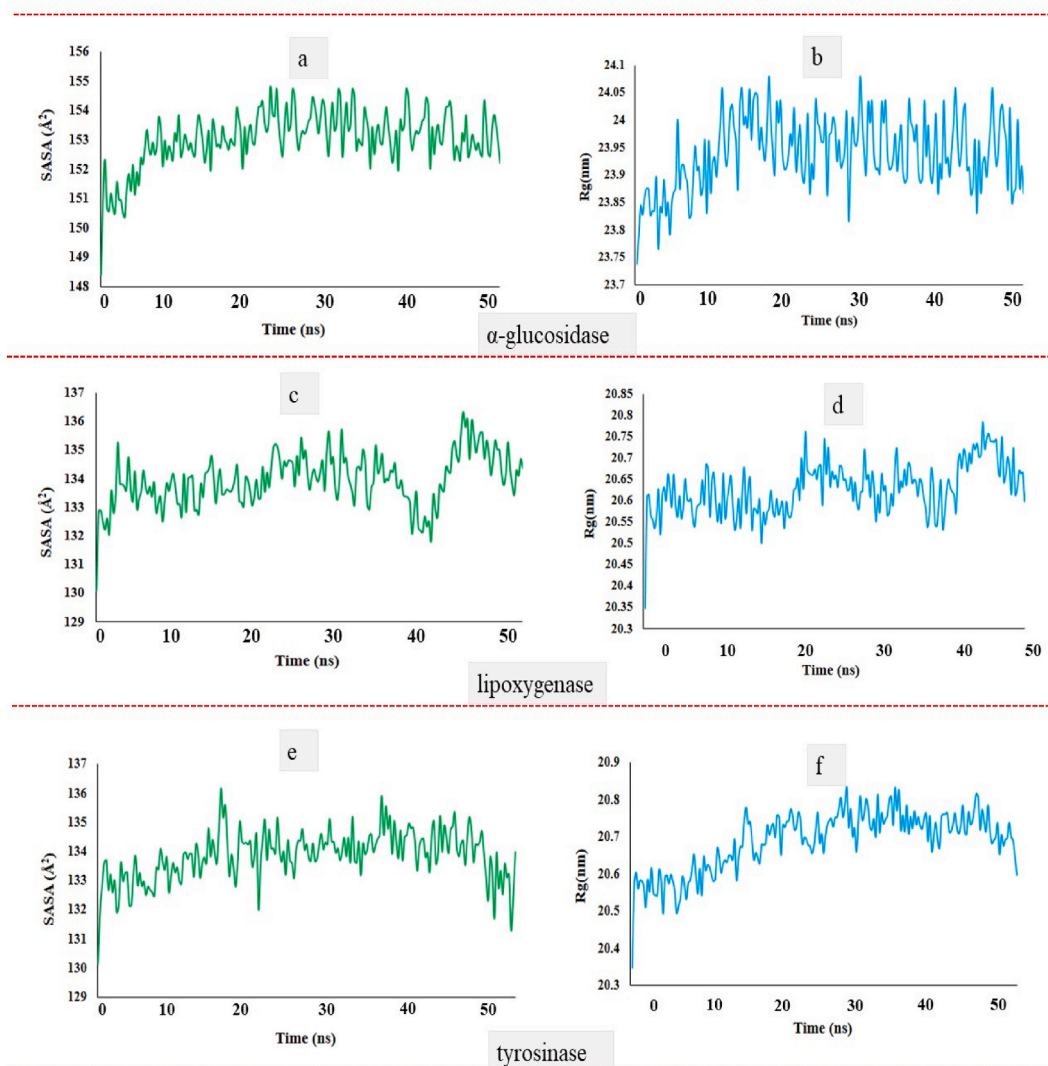 a
SASA (Å²)
156
155
154
153
152
151
150
149
148
0 10 20 30 40 50
Time (ns)
b
Rg(nm)
24.1
24.05
24
23.95
23.9
23.85
23.8
23.75
23.7
0 10 20 30 40 50
Time (ns)
α-glucosidase
c
SASA (Å²)
137
136
135
134
133
132
130
129
0 10 20 30 40 50
Time (ns)
d
Rg(nm)
20.85
20.8
20.75
20.7
20.65
20.6
20.55
20.5
20.45
20.4
20.35
20.3
0 10 20 30 40 50
Time (ns)
lipoxygenase
e
SASA (Å²)
137
136
135
134
133
132
130
129
0 10 20 30 40 50
Time (ns)
f
Rg(nm)
20.9
20.8
20.7
20.6
20.5
20.4
20.3
0 10 20 30 40 50
Time (ns)
tyrosinase